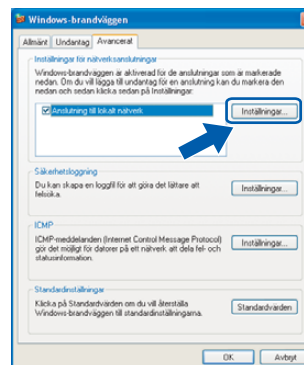 Windows-brandväggen
Allmänt Undantag Avancerat
Inställningar för nätverksanslutningar
Windows-brandväggen är aktiverad för de anslutningar som är markerade
nedan. Om du vill lägga till undantag för en anslutning kan du markera den
nedan och sedan klicka sedan på Inställningar:
Anslutning till lokalt nätverk
Inställningar...
Säkerhetsloggning
Du kan skapa en loggfil för att göra det lättare att
felsöka.
Inställningar...
ICMP
ICMP-meddelanden (Internet Control Message Protocol)
gör det möjligt för datorer på ett nätverk att dela fel- och
statusinformation.
Inställningar...
Standardinställningar
Klicka på Standardvärden om du vill återställa
Windows-brandväggen till standardinställningarna.
Standardvärden
OK Avbryt